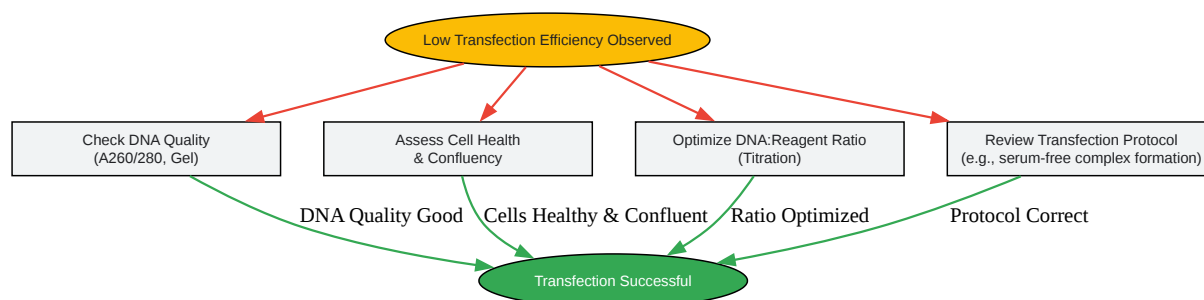 Low Transfection Efficiency Observed
Check DNA Quality
(A260/280, Gel)
Assess Cell Health
& Confluency
Optimize DNA:Reagent Ratio
(Titration)
Review Transfection Protocol
(e.g., serum-free complex formation)
DNA Quality Good
Cells Healthy & Confluent
Ratio Optimized
Protocol Correct
Transfection Successful